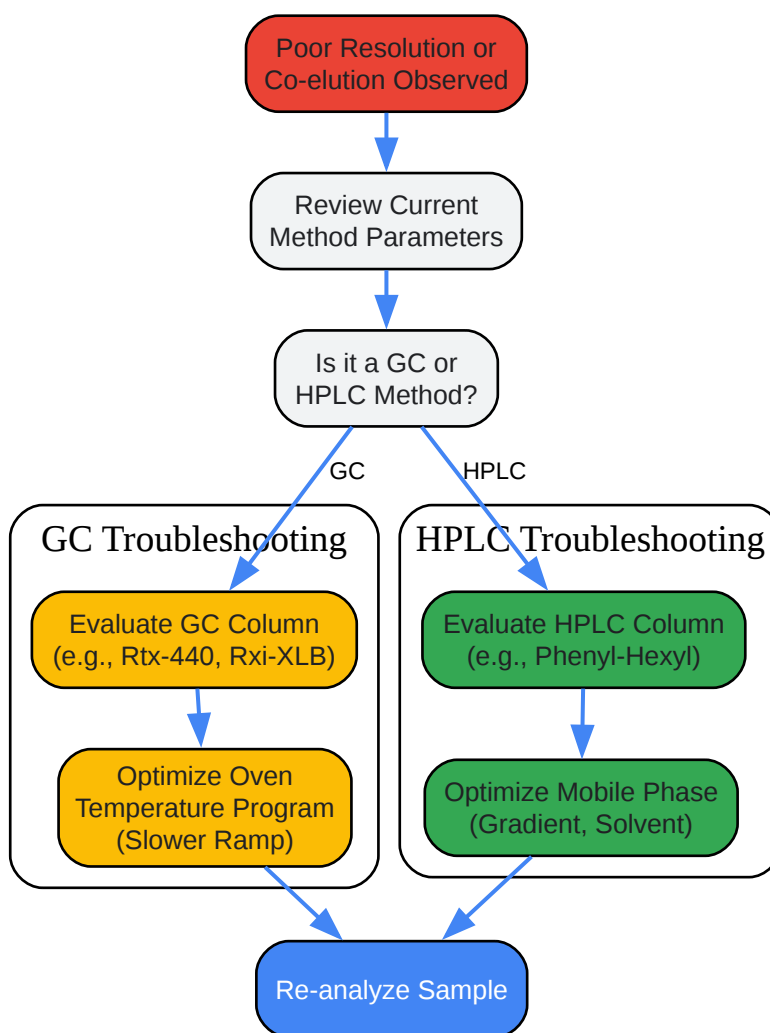 Poor Resolution or
Co-elution Observed
Review Current
Method Parameters
Is it a GC or
HPLC Method?
GC
HPLC
GC Troubleshooting
Evaluate GC Column
(e.g., Rtx-440, Rxi-XLB)
Optimize Oven
Temperature Program
(Slower Ramp)
HPLC Troubleshooting
Evaluate HPLC Column
(e.g., Phenyl-Hexyl)
Optimize Mobile Phase
(Gradient, Solvent)
Re-analyze Sample